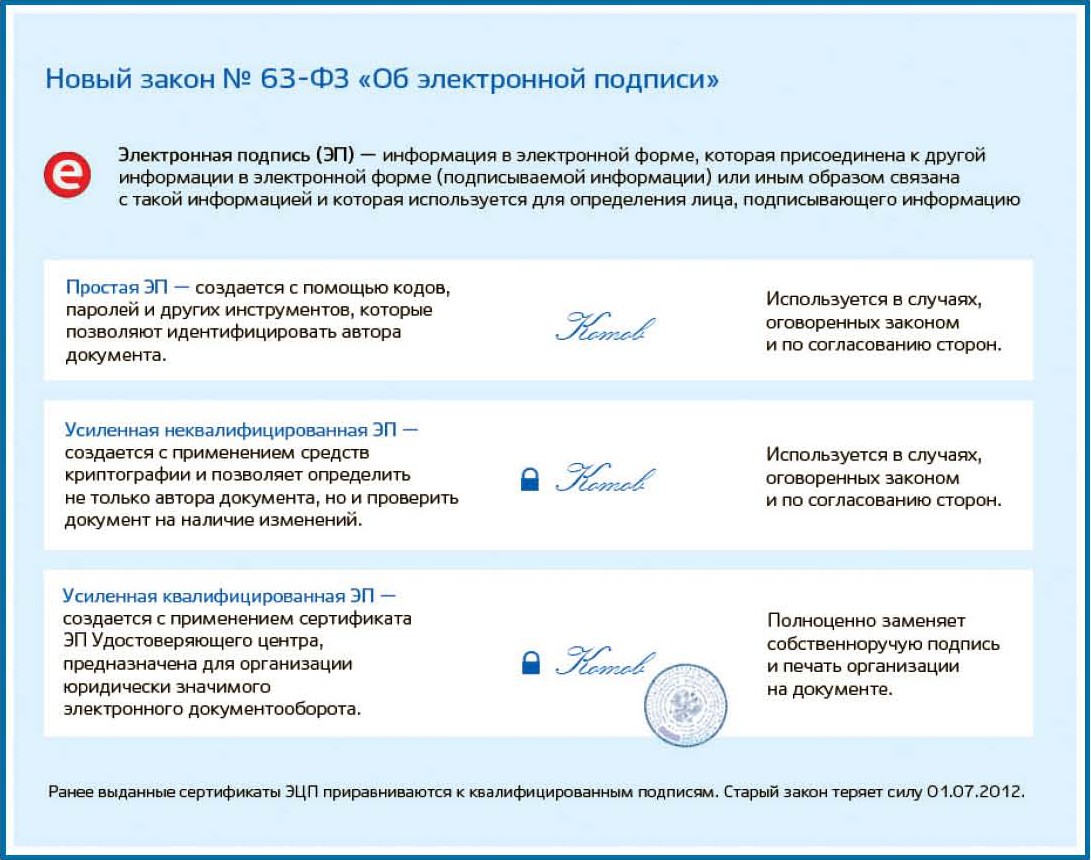 Новый закон № 63-ФЗ «Об электронной подписи»
е
Электронная подпись (ЭП) — информация в электронной форме, которая присоединена к другой
информации в электронной форме (подписываемой информации) или иным образом связана
с такой информацией и которая используется для определения лица, подписывающего информацию
Простая ЭП — создается с помощью кодов,
паролей и других инструментов, которые
позволяют идентифицировать автора
документа.
Котов
Используется в случаях,
оговоренных законом
и по согласованию сторон.
Усиленная неквалифицированная ЭП —
создается с применением средств
криптографии и позволяет определить
не только автора документа, но и проверить
документ на наличие изменений.
Котов
Используется в случаях,
оговоренных законом
и по согласованию сторон.
Усиленная квалифицированная ЭП —
создается с применением сертификата
ЭП Удостоверяющего центра,
предназначена для организации
юридически значимого
электронного документооборота.
Котов
Полноценно заменяет
собственноручую подпись
и печать организации
на документе.
Ранее выданные сертификаты ЭЦП приравниваются к квалифицированным подписям. Старый закон теряет силу 01.07.2012.